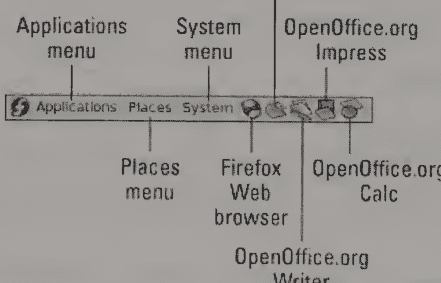 Applications
menu
System
menu
OpenOffice.org
Impress
Applications Places System
Places
menu
Firefox
Web
browser
OpenOffice.org
Calc
OpenOffice.org
Writer